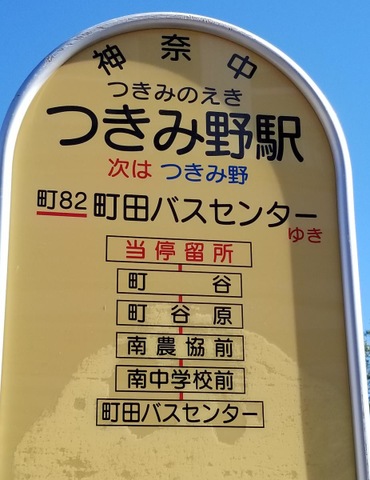 神奈中
つきみのえき
つきみ野駅
次は つきみ野
町82 町田バスセンター
ゆき
当停留所
町谷
町谷原
南農協前
南中学校前
町田バスセンター